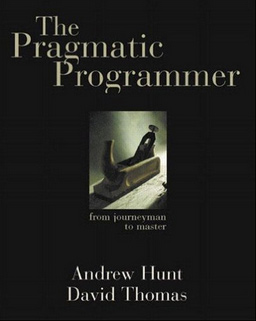 The
Pragmatic
Programmer
from journeyman
to master
Andrew Hunt
David Thomas